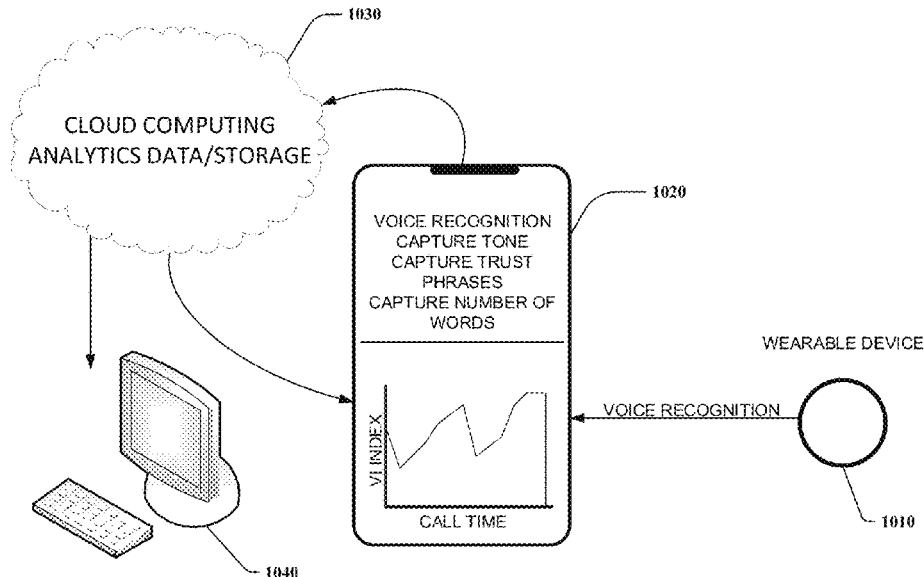 1030
CLOUD COMPUTING
ANALYTICS DATA/STORAGE
1020
VOICE RECOGNITION
CAPTURE TONE
CAPTURE TRUST
PHRASES
CAPTURE NUMBER OF
WORDS
WEARABLE DEVICE
VOICE RECOGNITION
VI INDEX
CALL TIME
1010
1040